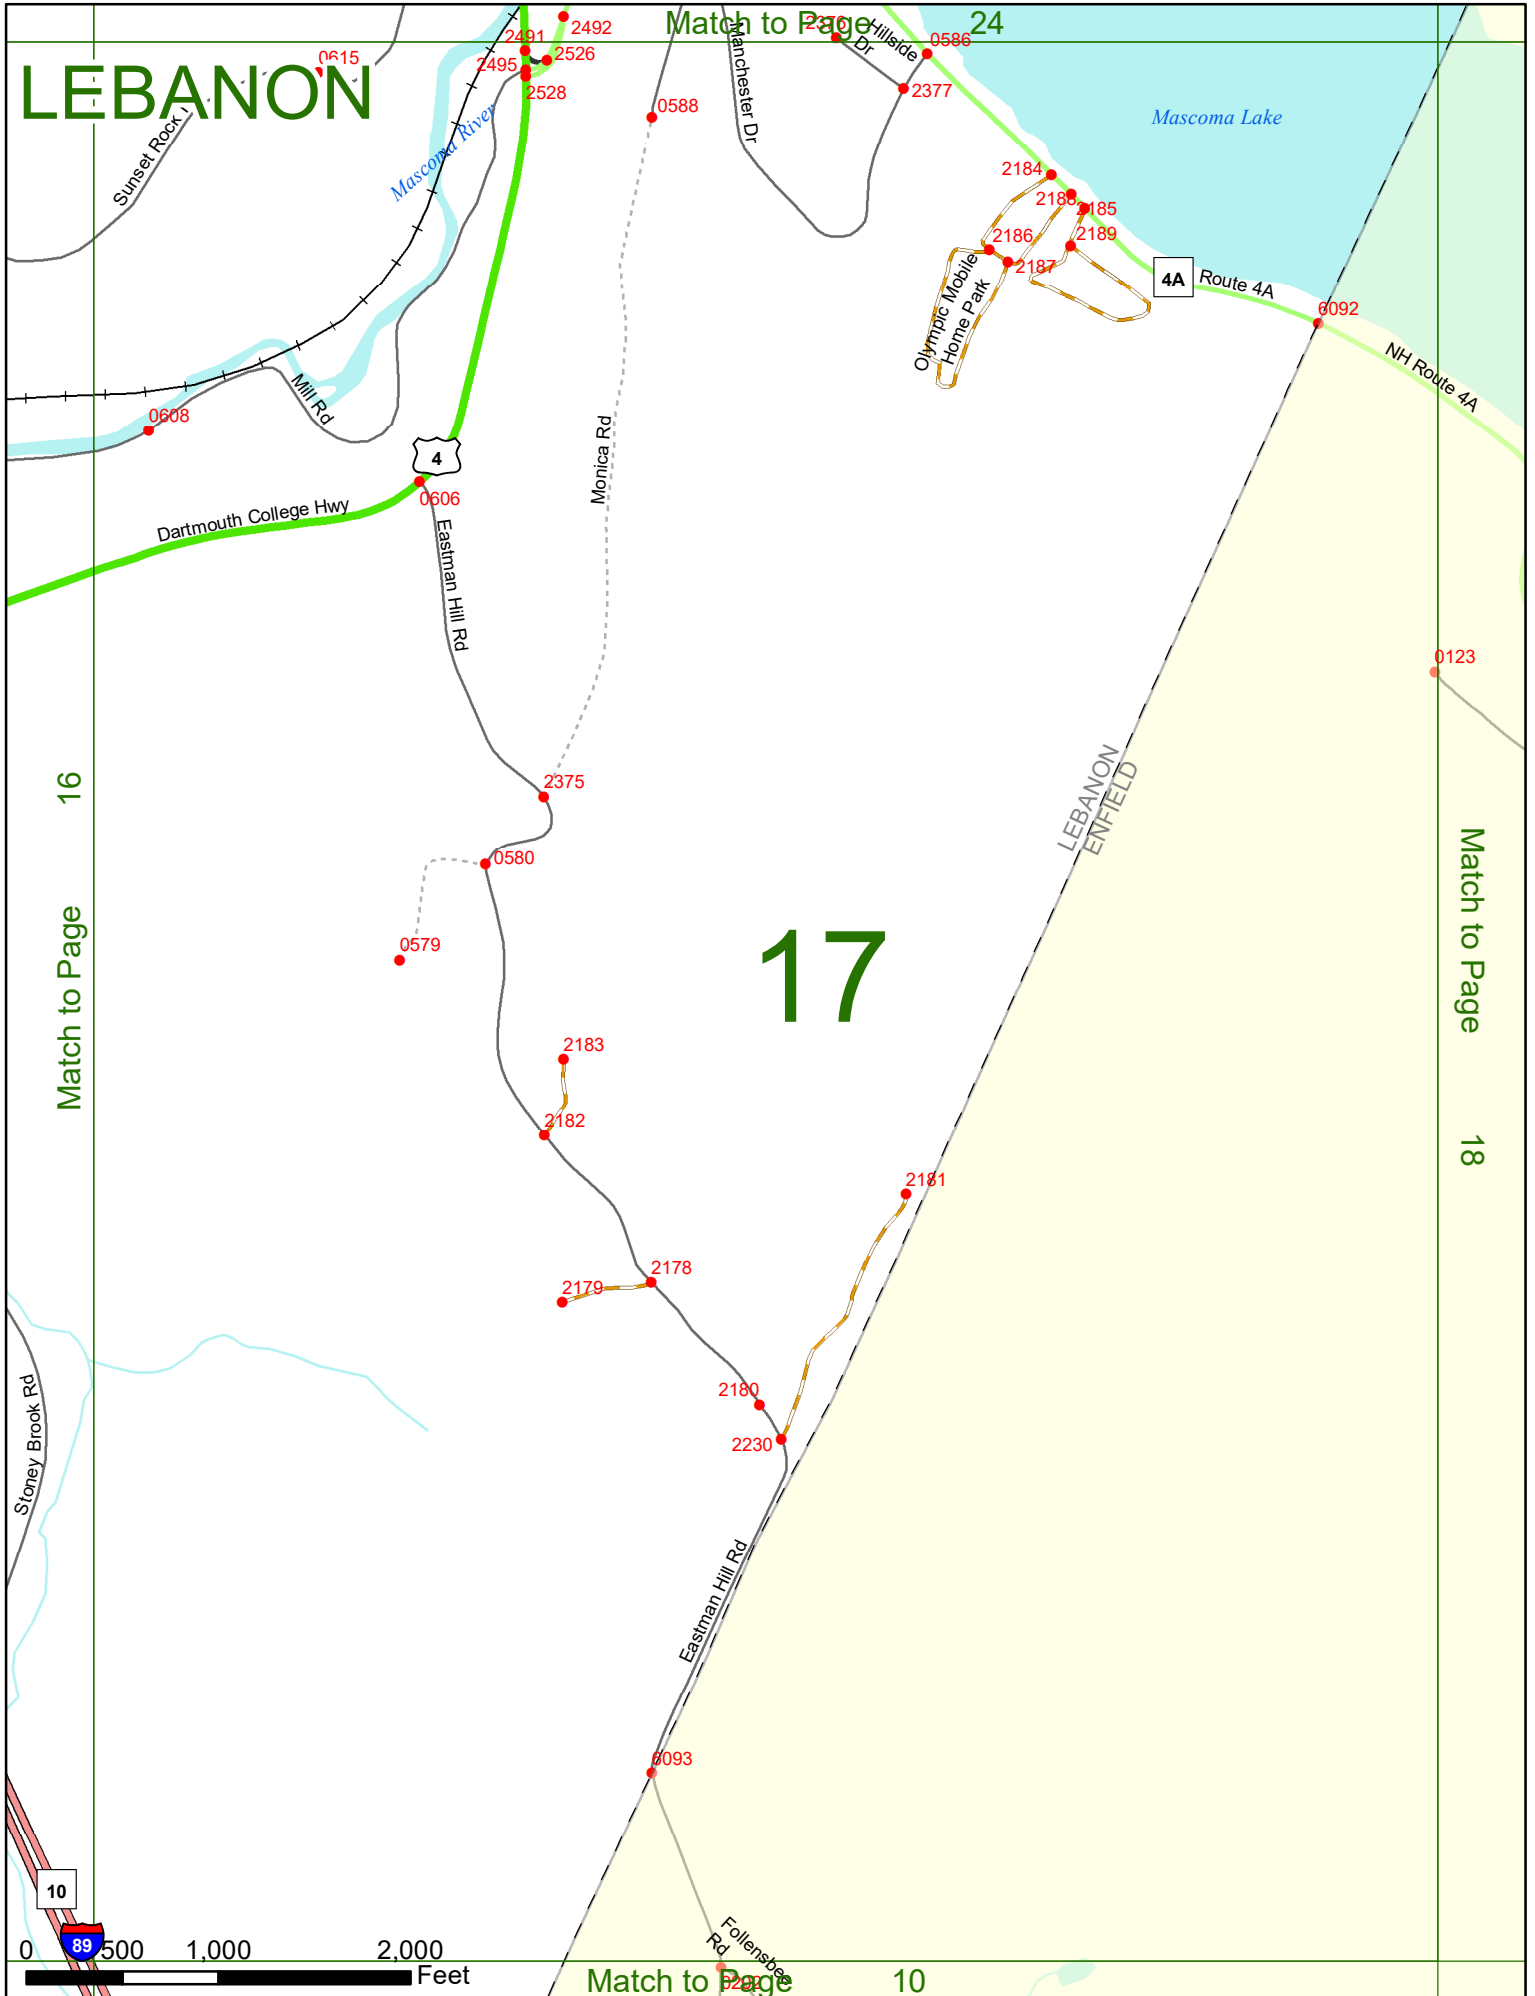 Match to Page 24
LEBANON
0615
2491
2492
2526
2495
2528
2376
Hillside
Dr
0586
2377
0588
Manchester Dr
Mascoma Lake
Sunset Rock
Mascoma River
2184
2188
2185
2186
2189
2187
Olympic Mobile
Home Park
4A
Route 4A
6092
NH Route 4A
Mill Rd
0608
4
0606
Dartmouth College Hwy
Monica Rd
Eastman Hill Rd
0123
LEBANON
ENFIELD
2375
0580
0579
Match to Page 16
17
Match to Page 18
2183
2182
2181
2178
2179
2180
2230
Stoney Brook Rd
Eastman Hill Rd
6093
10
89
Follensbee
Rd
0 500 1,000 2,000
Feet
Match to Page 10